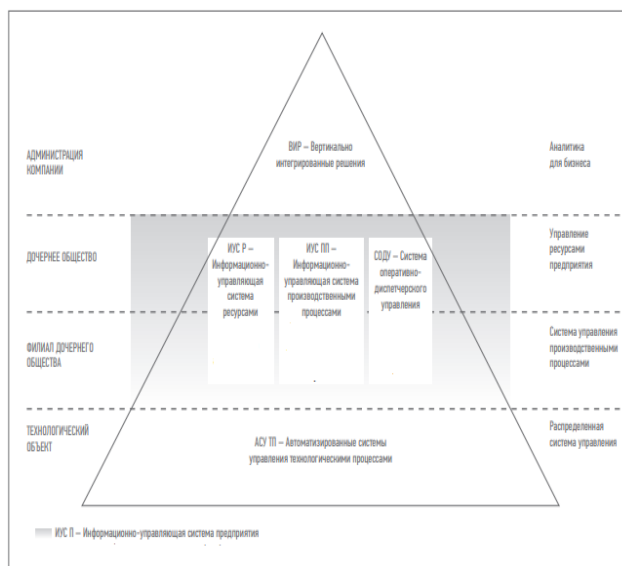 ВИР – Вертикально
интегрированные решения
АДМИНИСТРАЦИЯ
КОМПАНИИ
Аналитика
для бизнеса
ДОЧЕРНЕЕ ОБЩЕСТВО
ИУС Р –
Информационно-
управляющая
система
ресурсами
ИУС ПП –
Информационно-
управляющая система
производственными
процессами
СОДУ – Система
оперативно-
диспетчерского
управления
Управление
ресурсами
предприятия
ФИЛИАЛ ДОЧЕРНЕГО
ОБЩЕСТВА
Система управления
производственными
процессами
ТЕХНОЛОГИЧЕСКИЙ
ОБЪЕКТ
АСУ ТП – Автоматизированные системы
управления технологическими процессами
Распределенная
система управления
ИУС П – Информационно-управляющая система предприятия